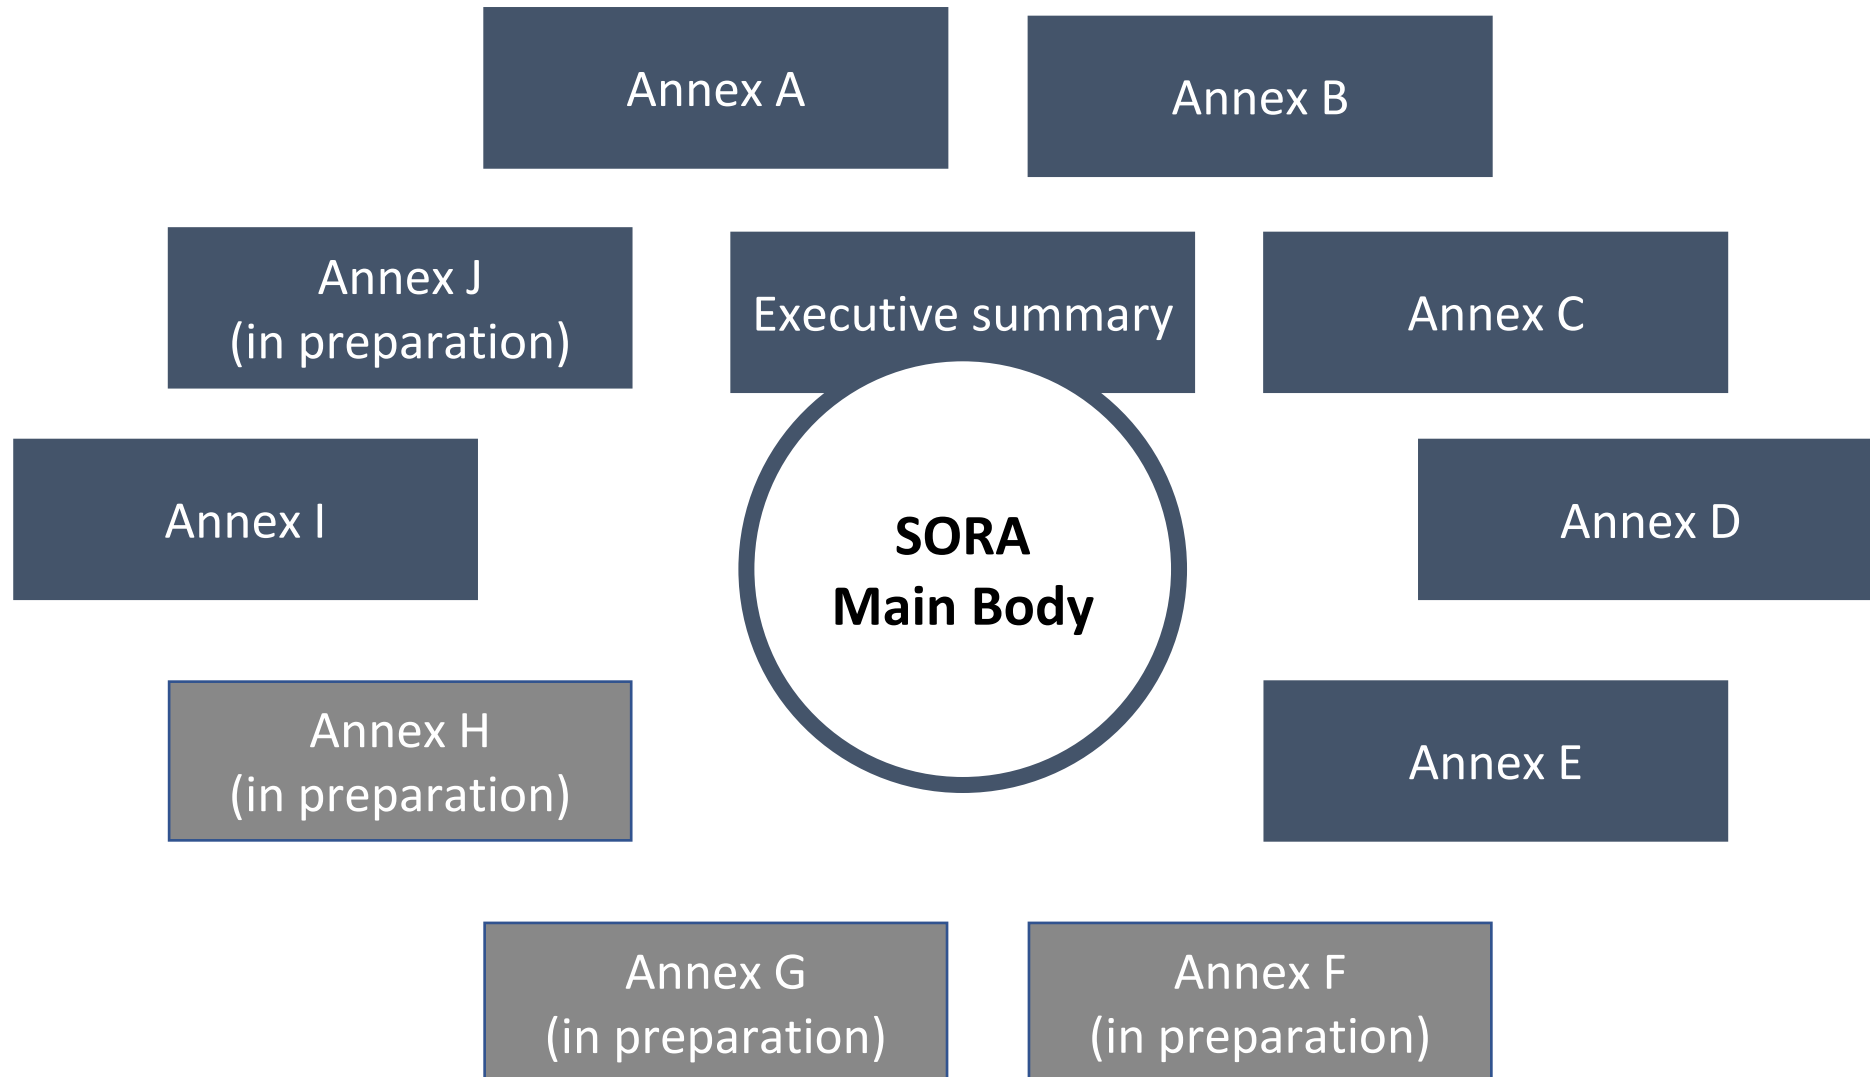 Annex A
Annex B
Annex J
(in preparation)
Executive summary
Annex C
Annex I
SORA
Main Body
Annex D
Annex H
(in preparation)
Annex E
Annex G
(in preparation)
Annex F
(in preparation)